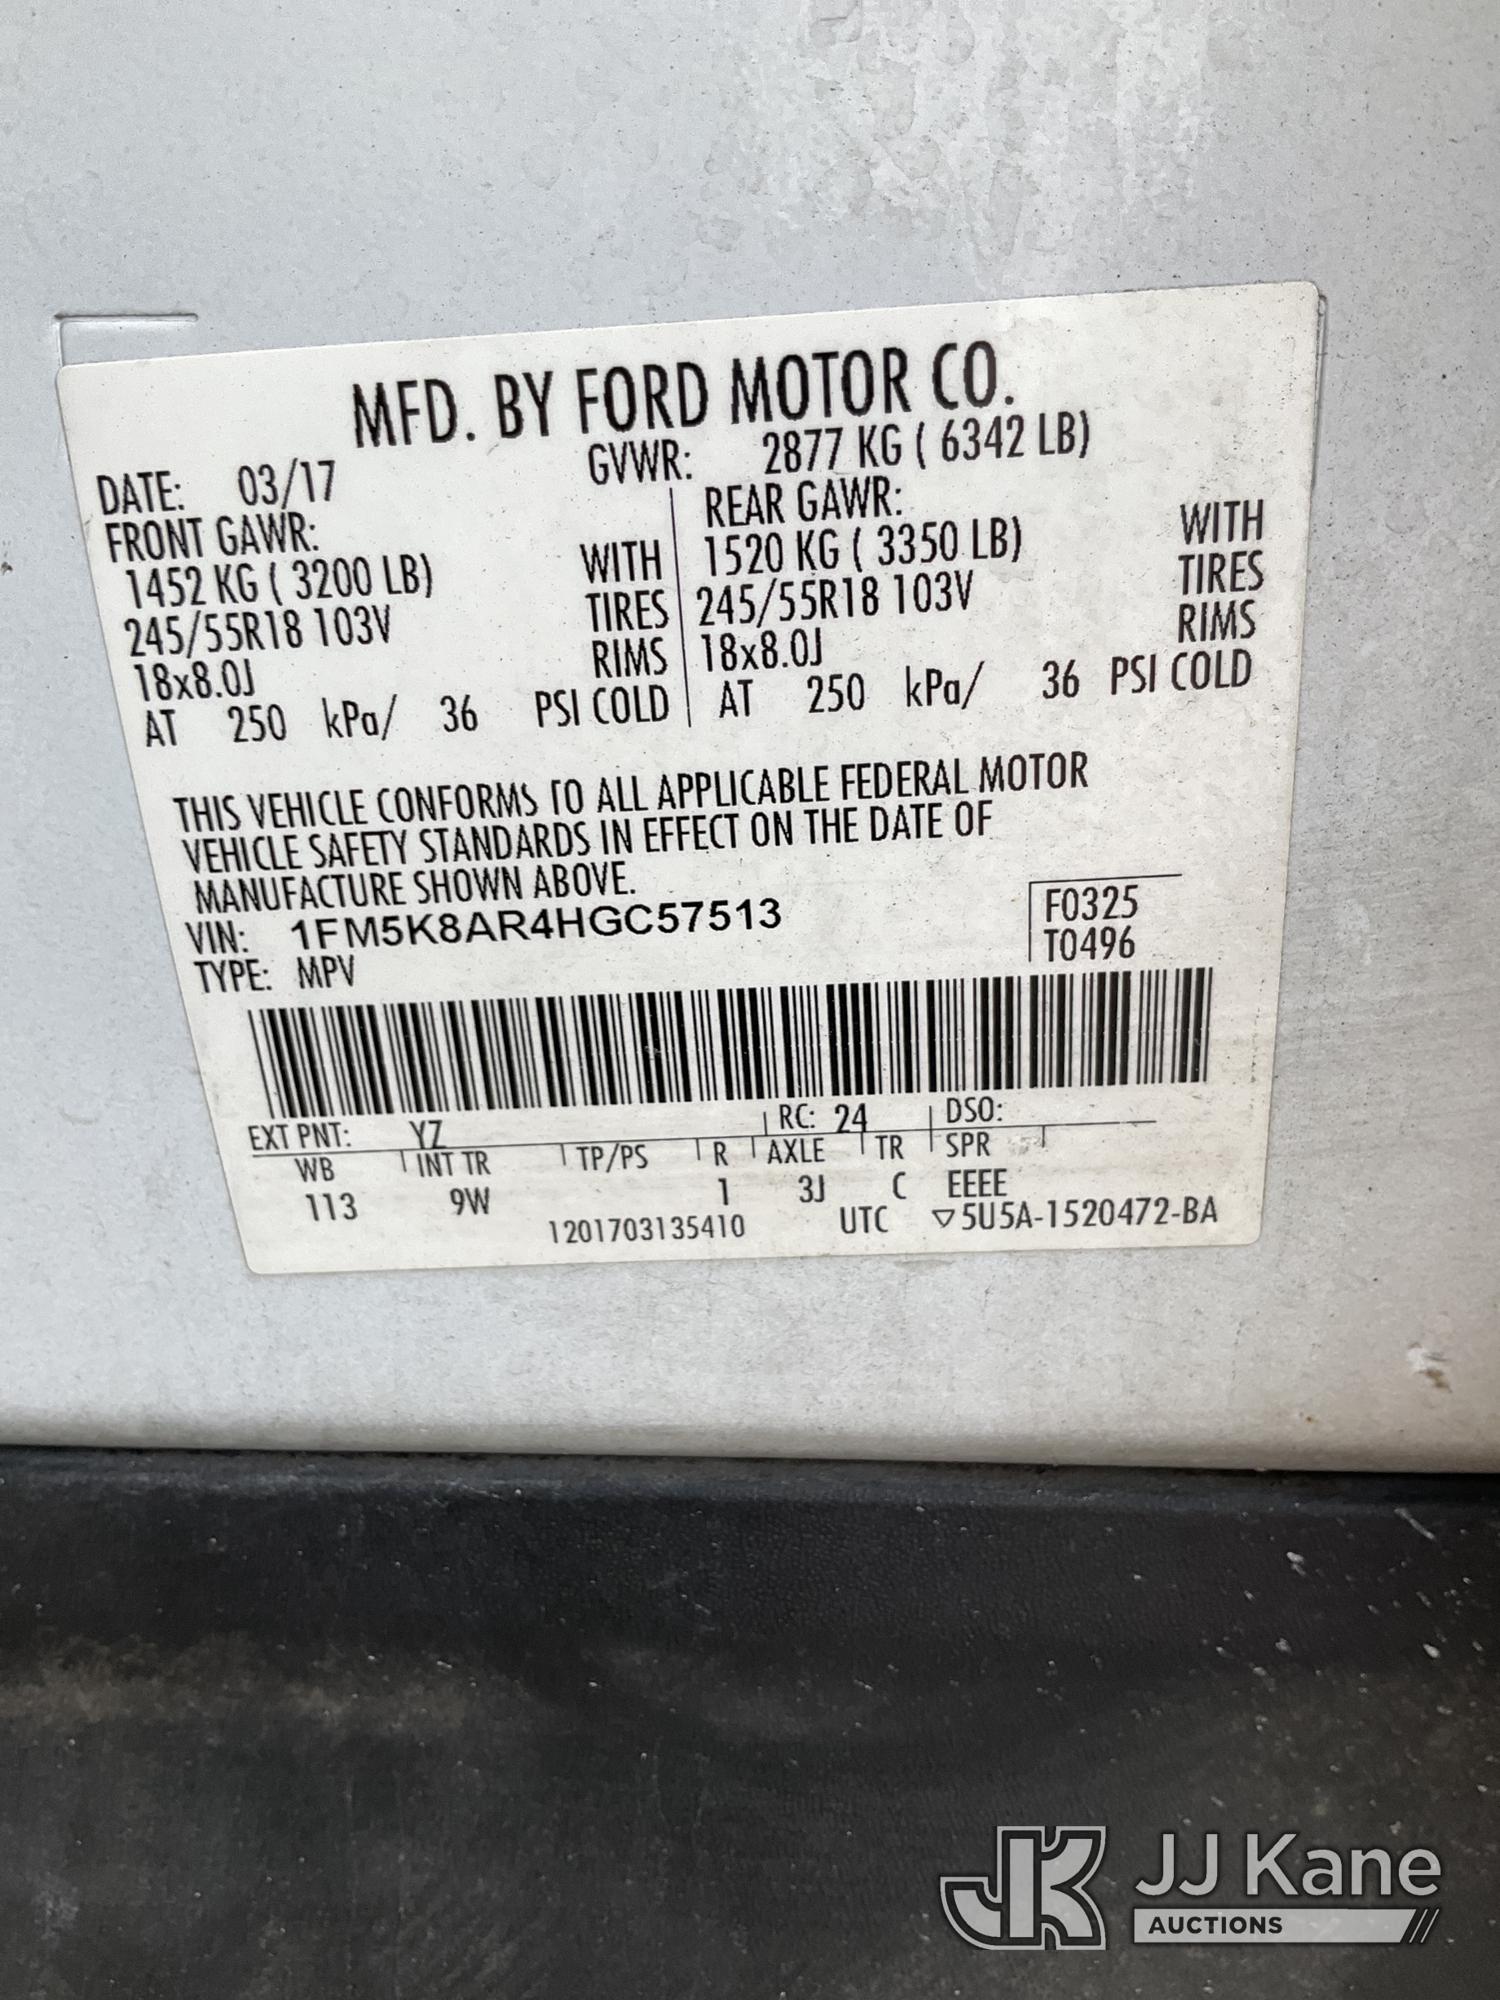 MFD. BY FORD MOTOR CO.
DATE: 03/17 GVWR: 2877 KG ( 6342 LB)
FRONT GAWR: REAR GAWR:
1452 KG ( 3200 LB) WITH 1520 KG ( 3350 LB) WITH
245/55R18 103V TIRES 245/55R18 103V TIRES
18x8.0J RIMS 18x8.0J RIMS
AT 250 kPa/ 36 PSI COLD AT 250 kPa/ 36 PSI COLD
THIS VEHICLE CONFORMS TO ALL APPLICABLE FEDERAL MOTOR
VEHICLE SAFETY STANDARDS IN EFFECT ON THE DATE OF
MANUFACTURE SHOWN ABOVE.
VIN: 1FM5K8AR4HGC57513 F0325
TYPE: MPV T0496
EXT PNT: YZ RC: 24 DSO:
WB INT TR TP/PS R AXLE TR SPR
113 9W 1 3J C EEEE
1201703135410 UTC ▽5U5A-1520472-BA
JK JJ Kane
AUCTIONS